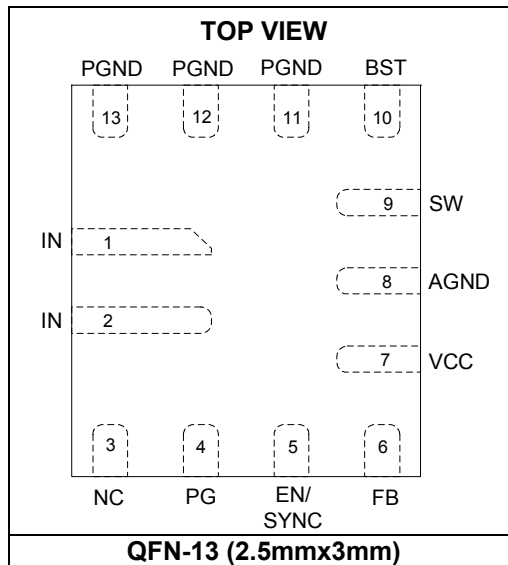 TOP VIEW
PGND PGND PGND BST
13 12 11 10
9 SW
IN 1
8 AGND
IN 2
7 VCC
3 4 5 6
NC PG EN/ FB
SYNC
QFN-13 (2.5mmx3mm)